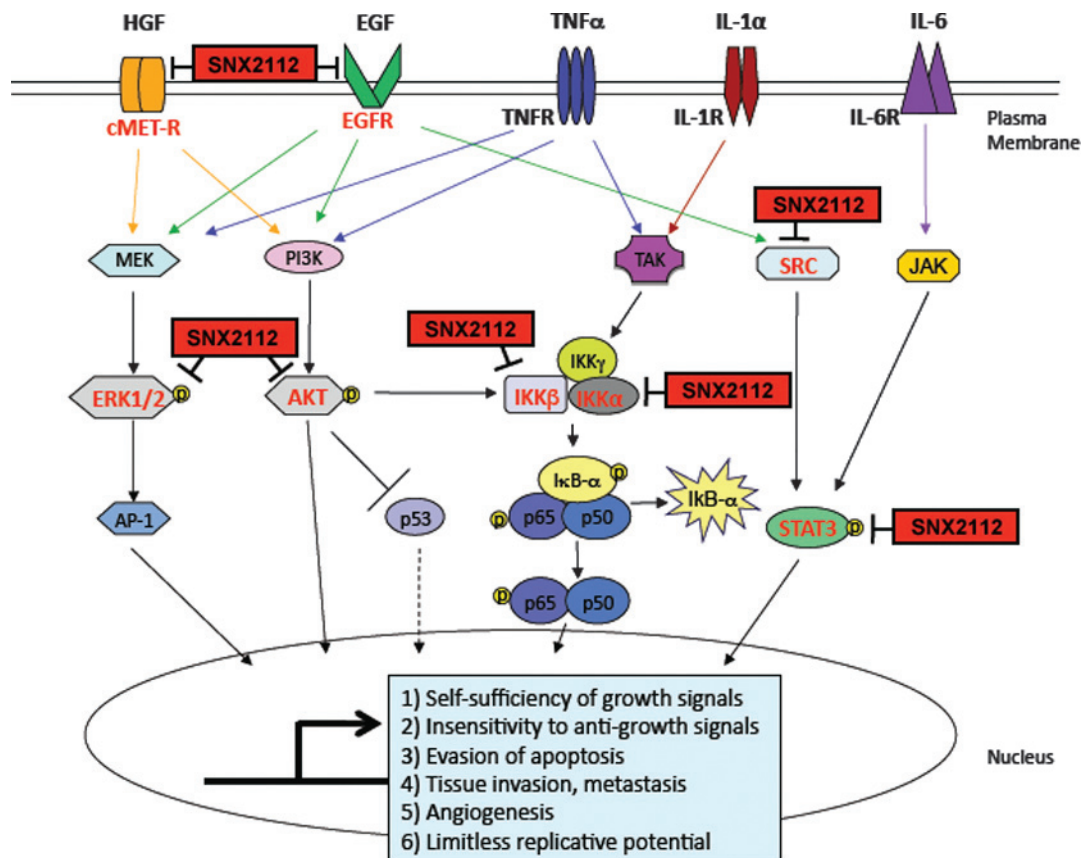 HGF
EGF
TNFα
IL-1α
IL-6
SNX2112
cMET-R
EGFR
TNFR
IL-1R
IL-6R
Plasma
Membrane
SNX2112
MEK
PI3K
TAK
SRC
JAK
SNX2112
SNX2112
IKKγ
ERK1/2
p
AKT
p
IKKβ
IKKα
SNX2112
AP-1
p53
IκB-α
p
p
p65
p50
IkB-α
STAT3
p
SNX2112
p
p65
p50
1) Self-sufficiency of growth signals
2) Insensitivity to anti-growth signals
3) Evasion of apoptosis
4) Tissue invasion, metastasis
5) Angiogenesis
6) Limitless replicative potential
Nucleus